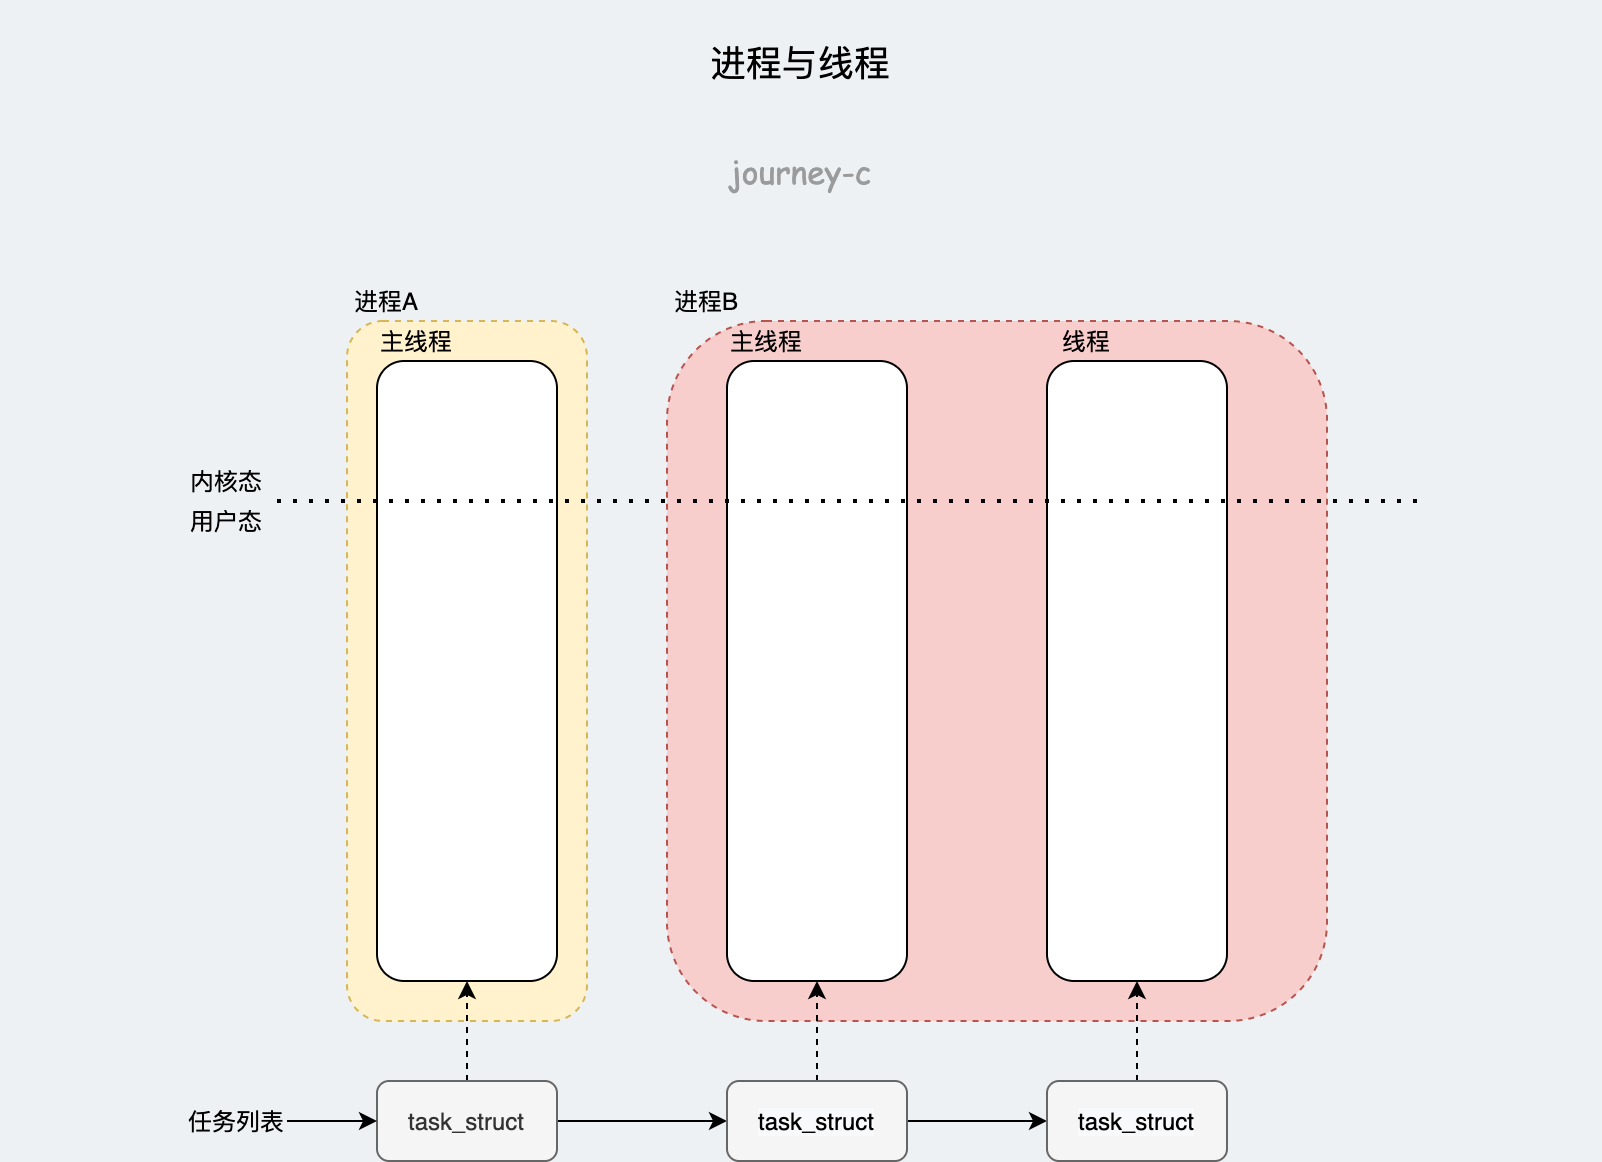 进程与线程
journey-c
进程A
进程B
主线程
主线程
线程
内核态
用户态
任务列表
task_struct
task_struct
task_struct